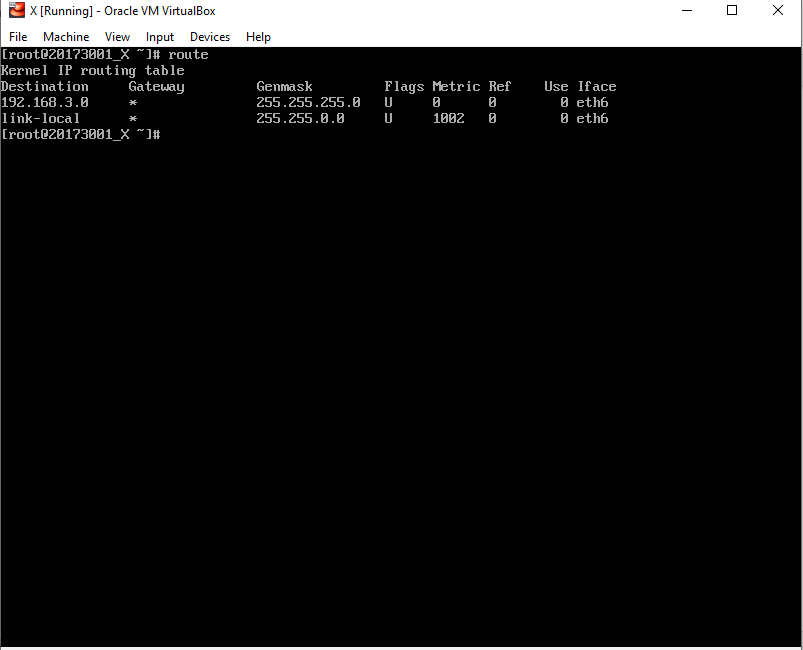 X [Running] - Oracle VM VirtualBox
File Machine View Input Devices Help
[root@20173001_X ~]# route
Kernel IP routing table
Destination     Gateway         Genmask         Flags Metric Ref    Use Iface
192.168.3.0     *               255.255.255.0   U     0      0        0 eth6
link-local      *               255.255.0.0     U     1002   0        0 eth6
[root@20173001_X ~]#